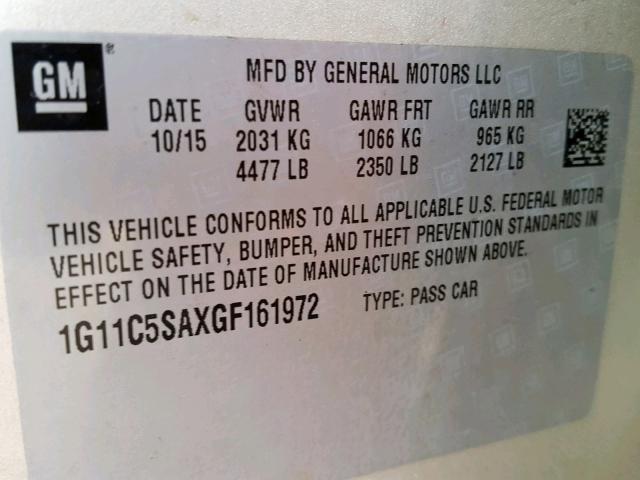 GM ®
MFD BY GENERAL MOTORS LLC
DATE GVWR GAWR FRT GAWR RR
10/15 2031 KG 1066 KG 965 KG
4477 LB 2350 LB 2127 LB
THIS VEHICLE CONFORMS TO ALL APPLICABLE U.S. FEDERAL MOTOR
VEHICLE SAFETY, BUMPER, AND THEFT PREVENTION STANDARDS IN
EFFECT ON THE DATE OF MANUFACTURE SHOWN ABOVE.
1G11C5SAXGF161972 TYPE: PASS CAR